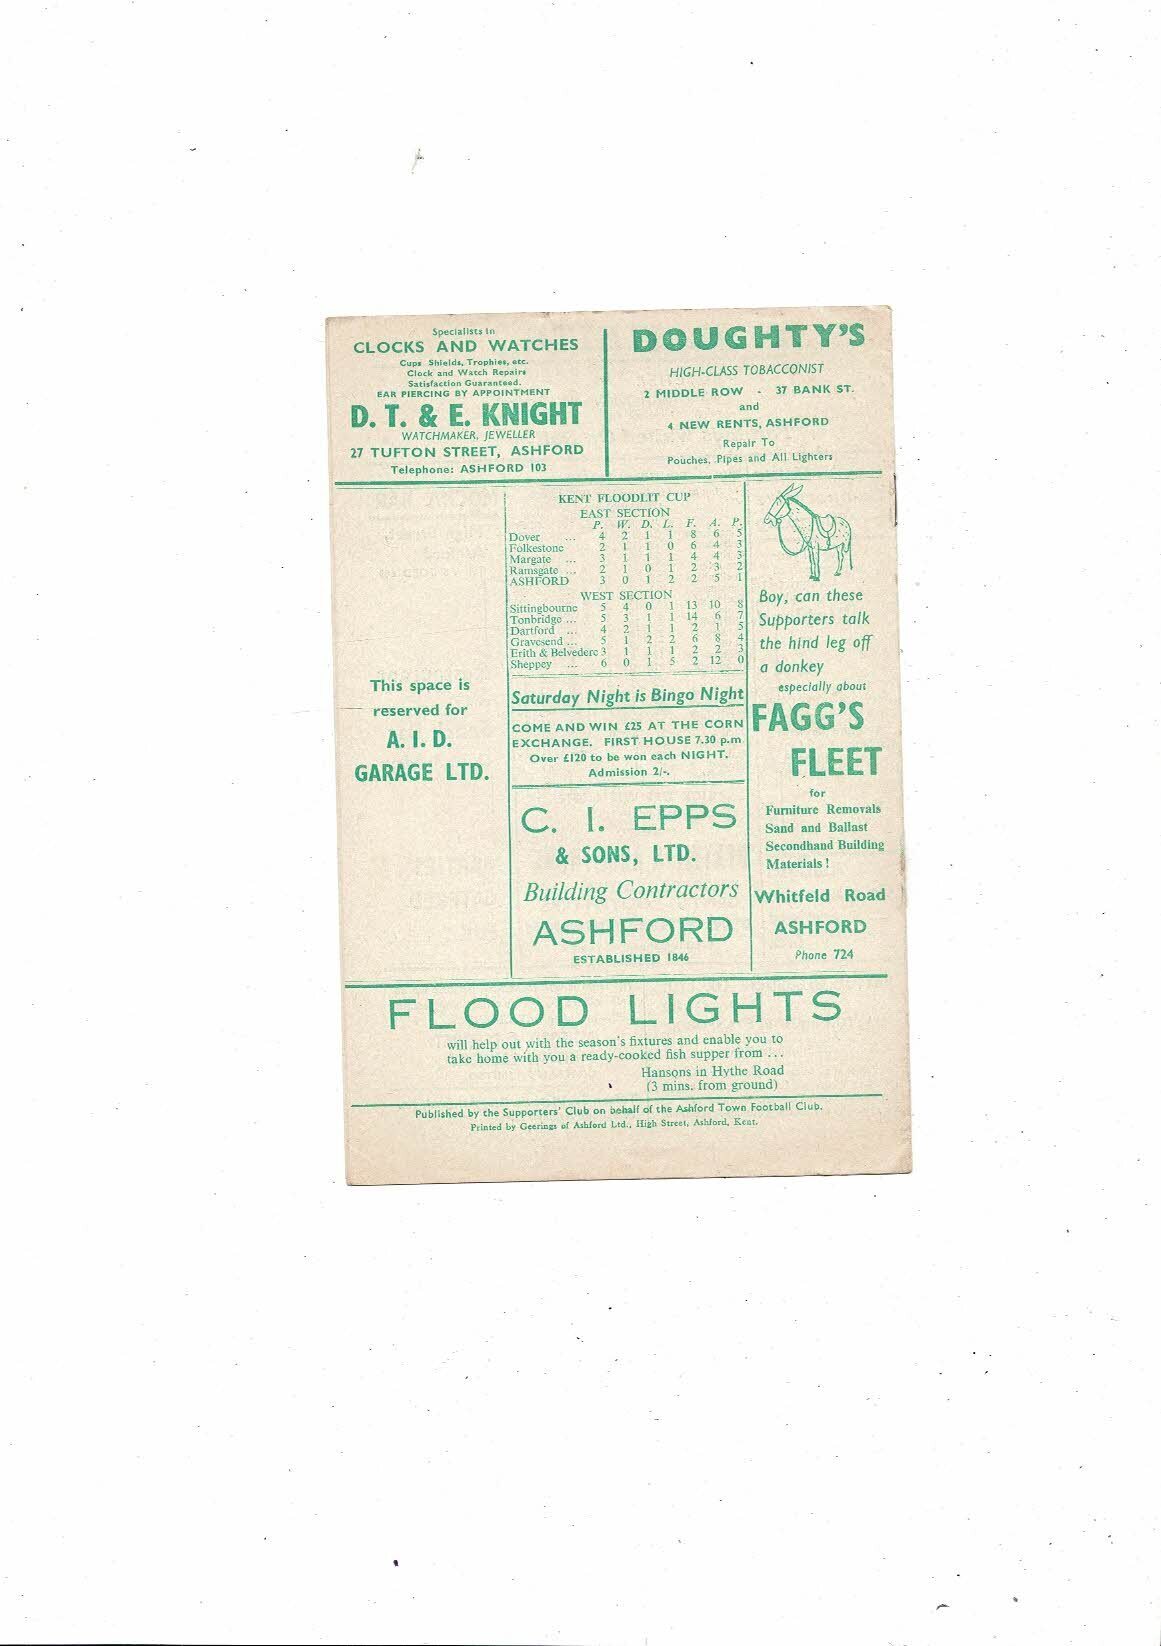 Specialists In
CLOCKS AND WATCHES
Cups Shields, Trophies, etc.
Clock and Watch Repairs
Satisfaction Guaranteed.
EAR PIERCING BY APPOINTMENT
D. T. & E. KNIGHT
WATCHMAKER, JEWELLER
27 TUFTON STREET, ASHFORD
Telephone: ASHFORD 103
DOUGHTY'S
HIGH-CLASS TOBACCONIST
2 MIDDLE ROW - 37 BANK ST.
and
4 NEW RENTS, ASHFORD
Repair To
Pouches, Pipes and All Lighters
This space is
reserved for
A. I. D.
GARAGE LTD.
KENT FLOODLIT CUP
EAST SECTION
P. W. D. L. F. A. P.
Dover ... 4 2 1 1 8 6 5
Folkestone 2 1 1 0 6 4 3
Margate ... 3 1 1 1 4 4 3
Ramsgate ... 2 1 0 1 2 3 2
ASHFORD 3 0 1 2 2 5 1
WEST SECTION
Sittingbourne 5 4 0 1 13 10 8
Tonbridge ... 5 3 1 1 14 6 7
Dartford ... 4 2 1 1 2 1 5
Gravesend ... 5 1 2 2 6 8 4
Erith & Belvedere 3 1 1 1 2 2 3
Sheppey ... 6 0 1 5 2 12 0
Saturday Night is Bingo Night
COME AND WIN £25 AT THE CORN
EXCHANGE. FIRST HOUSE 7.30 p.m
Over £120 to be won each NIGHT.
Admission 2/-.
C. I. EPPS
& SONS, LTD.
Building Contractors
ASHFORD
ESTABLISHED 1846
Boy, can these
Supporters talk
the hind leg off
a donkey
especially about
FAGG'S
FLEET
for
Furniture Removals
Sand and Ballast
Secondhand Building
Materials !
Whitfeld Road
ASHFORD
Phone 724
FLOOD LIGHTS
will help out with the season's fixtures and enable you to
take home with you a ready-cooked fish supper from ...
Hansons in Hythe Road
(3 mins. from ground)
Published by the Supporters' Club on behalf of the Ashford Town Football Club.
Printed by Geerings of Ashford Ltd., High Street, Ashford, Kent.